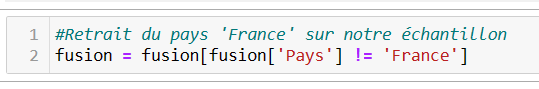 1 #Retrait du pays 'France' sur notre échantillon
2 fusion = fusion[fusion['Pays'] != 'France']